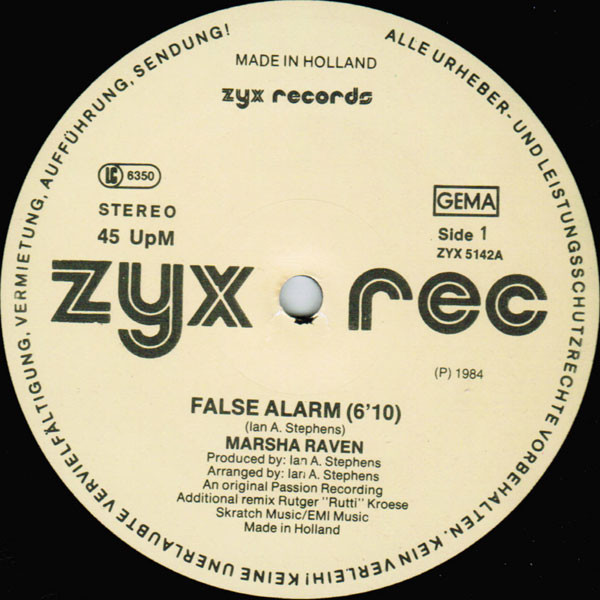 ALLE URHEBER- UND LEISTUNGSSCHUTZRECHTE VORBEHALTEN. KEIN VERLEIH! KEINE UNERLAUBTE VERVIELFÄLTIGUNG, VERMIETUNG, AUFFÜHRUNG, SENDUNG!
MADE IN HOLLAND
zyx records
LC 6350
GEMA
STEREO
45 UpM
Side 1
ZYX 5142A
zyx rec
(P) 1984
FALSE ALARM (6'10)
(Ian A. Stephens)
MARSHA RAVEN
Produced by: Ian A. Stephens
Arranged by: Ian A. Stephens
An original Passion Recording
Additional remix Rutger "Rutti" Kroese
Skratch Music/EMI Music
Made in Holland